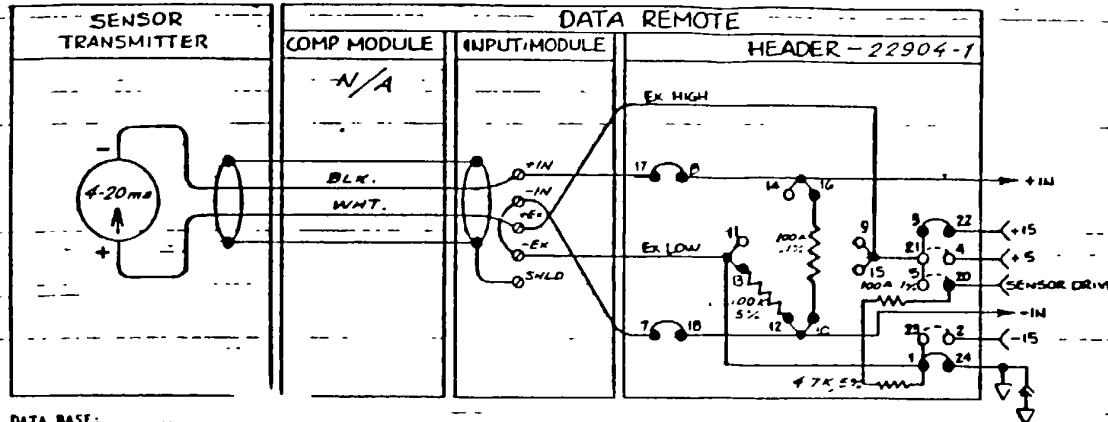 SENSOR TRANSMITTER
DATA REMOTE
COMP MODULE
INPUT MODULE
HEADER - 22904-1
N/A
EX HIGH
-
4-20ma
+
BLK.
WHT.
+IN
-IN
+EX
-EX
SHLD
17
8
14
16
+IN
EX LOW
11
13
100K
5%
12
100Ω
.1%
9
15
3
22
+15
21
4
+5
5
20
SENSOR DRIV
100Ω 1%
-IN
7
18
23
2
-15
1
24
4.7K, 5%
DATA BASE: